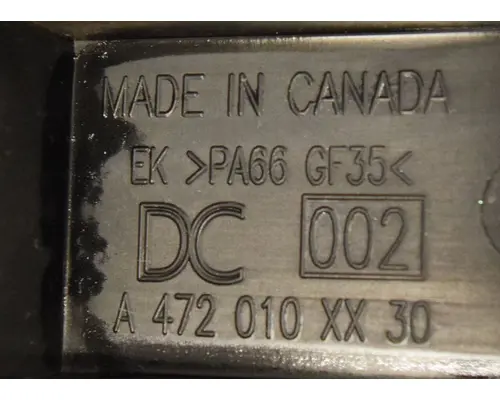 MADE IN CANADA
EK >PA66 GF35<
DC 002
A 472 010 XX 30